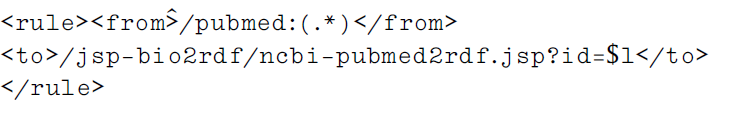 <rule><from>^/pubmed:(.*)</from>
<to>/jsp-bio2rdf/ncbi-pubmed2rdf.jsp?id=$1</to>
</rule>